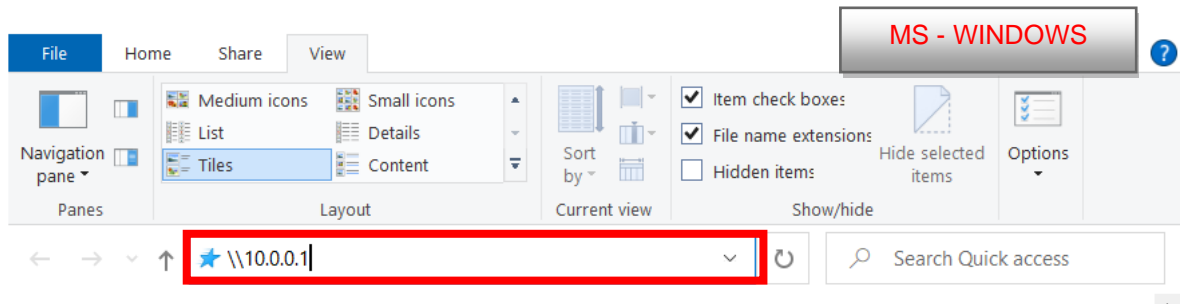 MS - WINDOWS
File Home Share View
?
Medium icons Small icons
List Details
Tiles Content
Navigation
pane
Sort
by
Item check boxes
File name extensions
Hidden items
Hide selected
items
Options
Panes Layout Current view Show/hide
\\10.0.0.1 Search Quick access